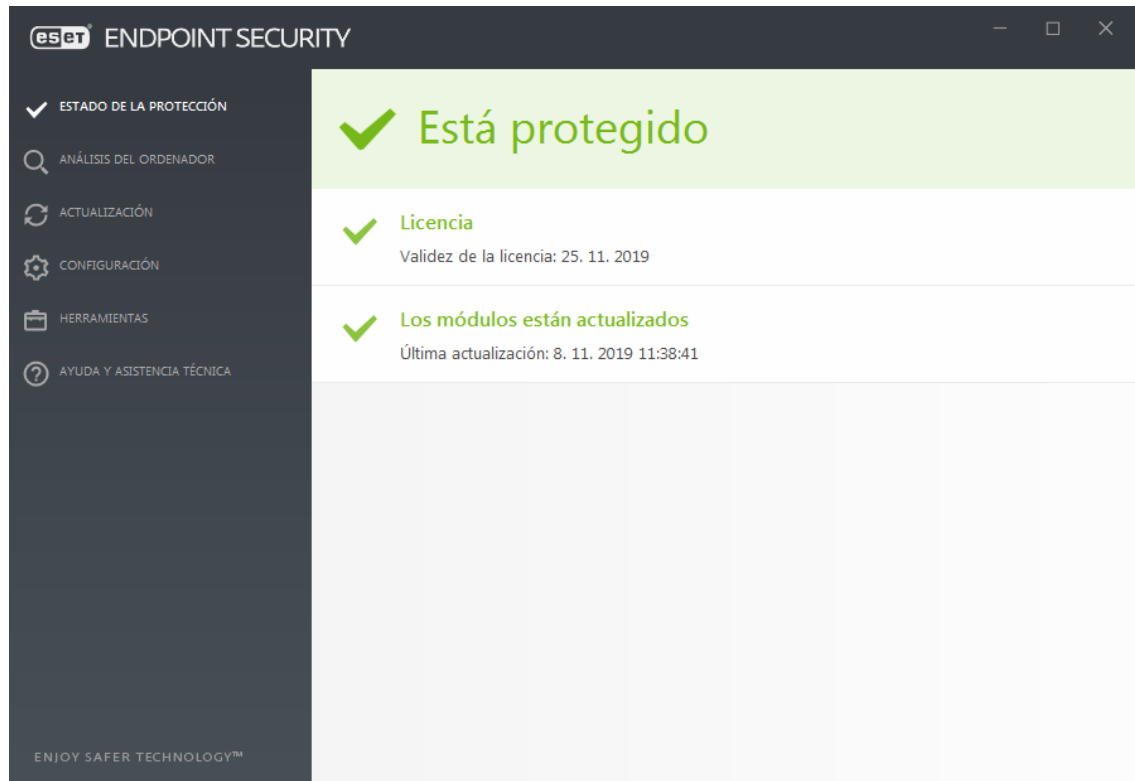 eset ENDPOINT SECURITY
ESTADO DE LA PROTECCIÓN
ANÁLISIS DEL ORDENADOR
ACTUALIZACIÓN
CONFIGURACIÓN
HERRAMIENTAS
AYUDA Y ASISTENCIA TÉCNICA
ENJOY SAFER TECHNOLOGY™
Está protegido
Licencia
Validez de la licencia: 25. 11. 2019
Los módulos están actualizados
Última actualización: 8. 11. 2019 11:38:41